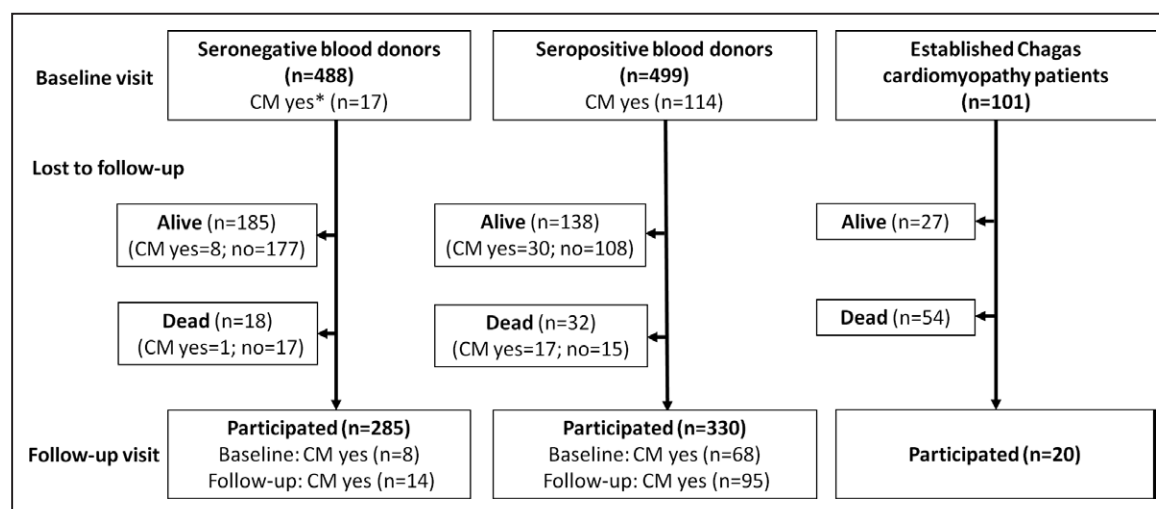 Baseline visit
Seronegative blood donors
(n=488)
CM yes* (n=17)
Seropositive blood donors
(n=499)
CM yes (n=114)
Established Chagas
cardiomyopathy patients
(n=101)
Lost to follow-up
Alive (n=185)
(CM yes=8; no=177)
Alive (n=138)
(CM yes=30; no=108)
Alive (n=27)
Dead (n=18)
(CM yes=1; no=17)
Dead (n=32)
(CM yes=17; no=15)
Dead (n=54)
Follow-up visit
Participated (n=285)
Baseline: CM yes (n=8)
Follow-up: CM yes (n=14)
Participated (n=330)
Baseline: CM yes (n=68)
Follow-up: CM yes (n=95)
Participated (n=20)